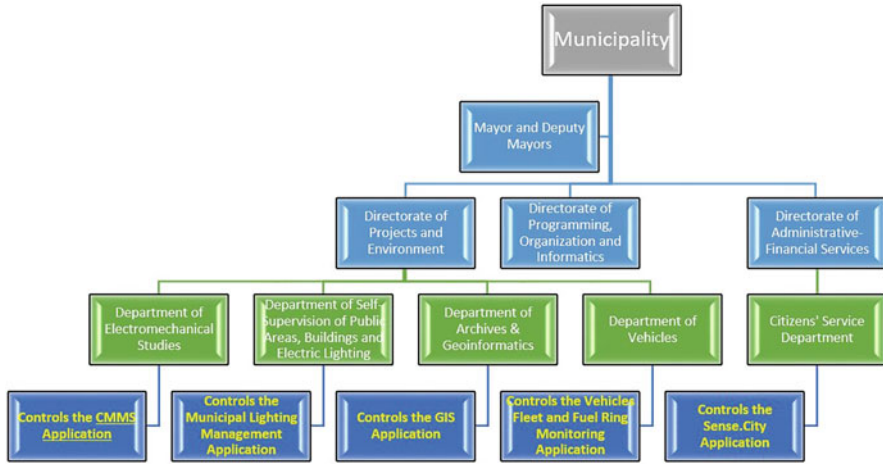 Municipality
Mayor and Deputy
Mayors
Directorate of
Projects and
Environment
Directorate of
Programming,
Organization and
Informatics
Directorate of
Administrative-
Financial Services
Department of
Electromechanical
Studies
Department of Self-
Supervision of Public
Areas, Buildings and
Electric Lighting
Department of
Archives &
Geoinformatics
Department of
Vehicles
Citizens' Service
Department
Controls the CMMS
Application
Controls the
Municipal Lighting
Management
Application
Controls the GIS
Application
Controls the Vehicles
Fleet and Fuel Ring
Monitoring
Application
Controls the
Sense.City
Application